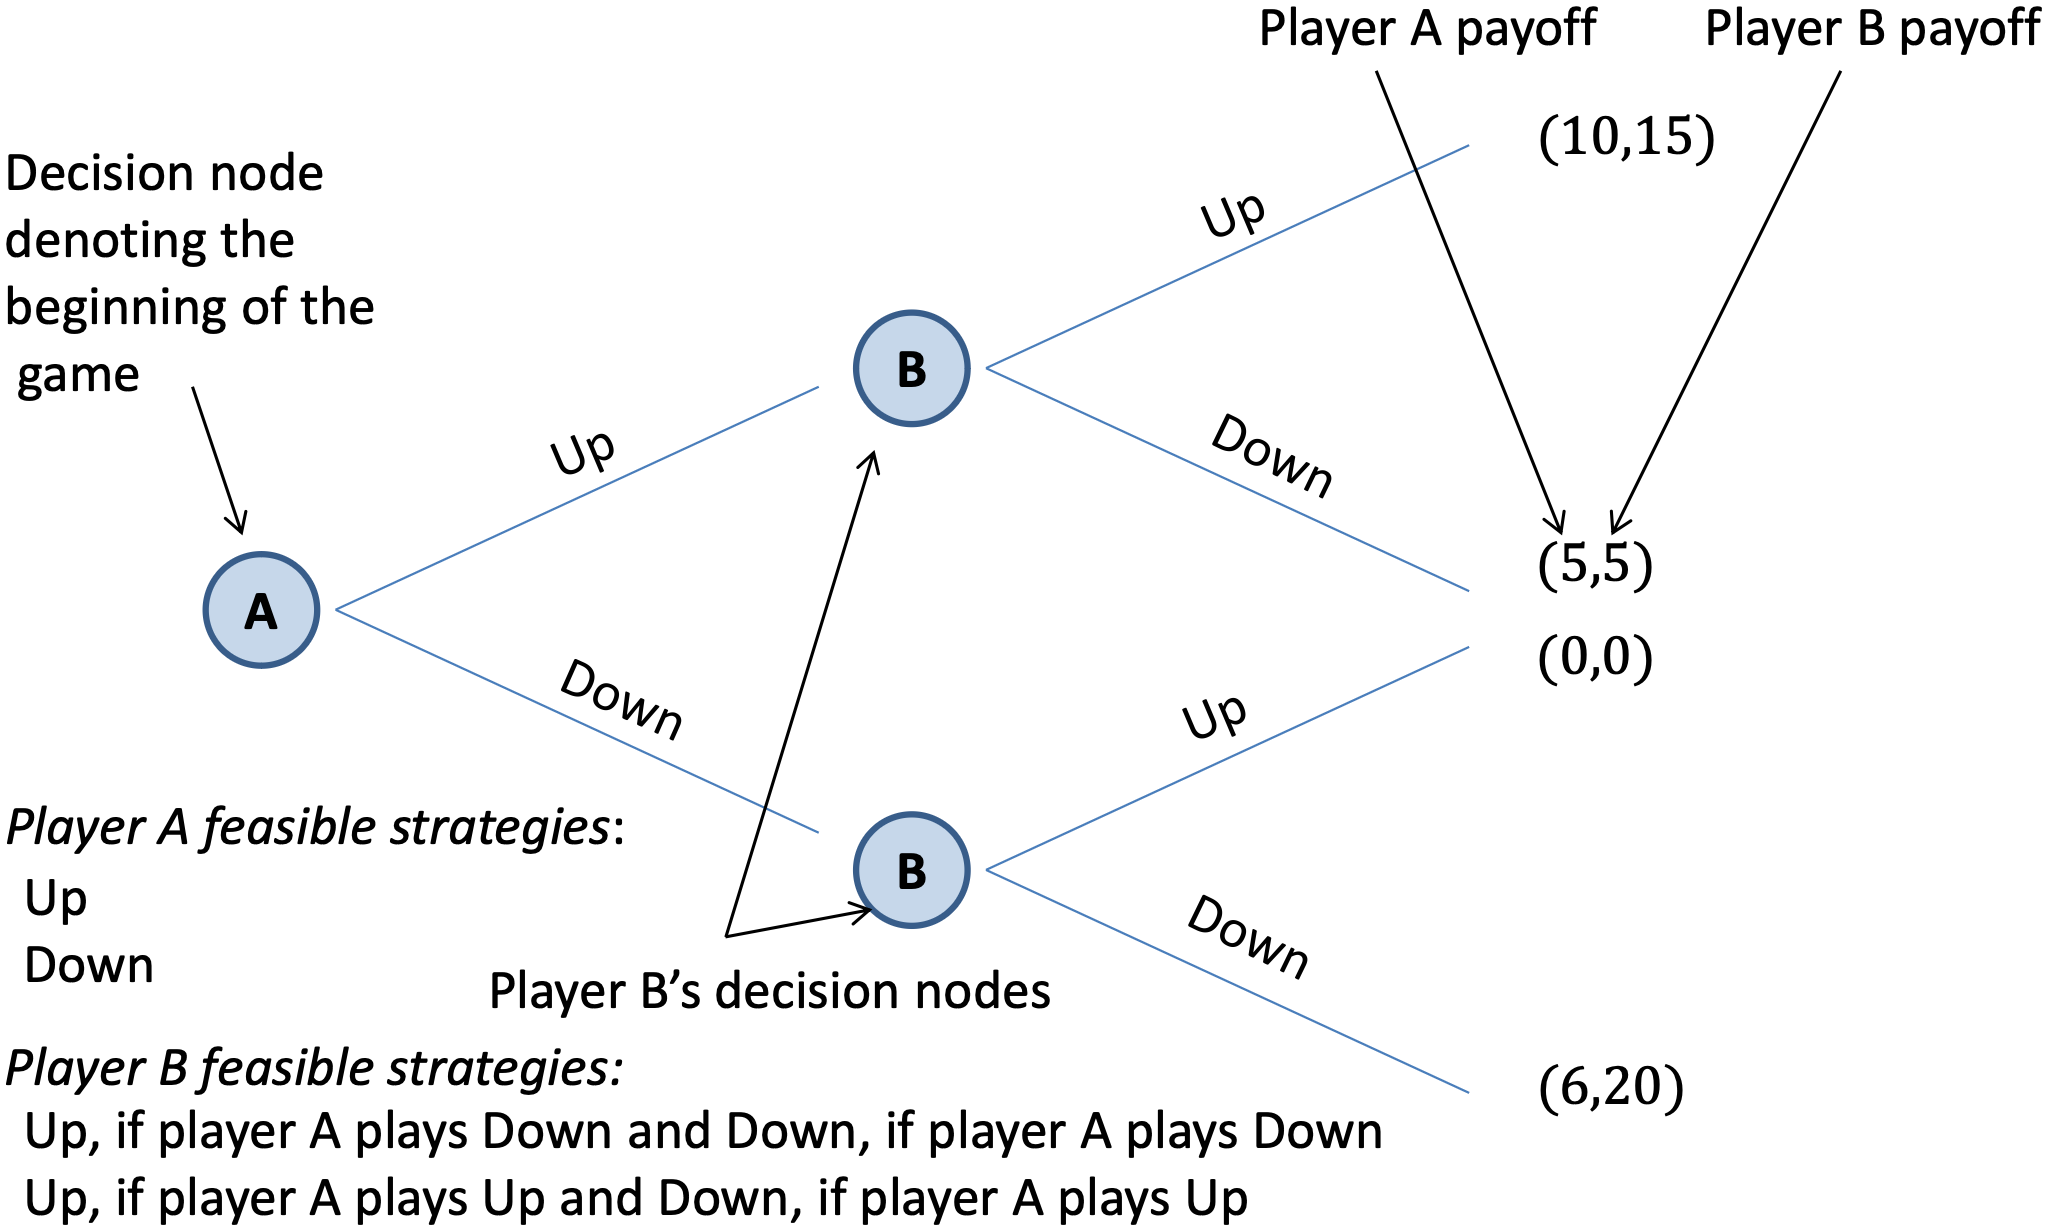 Player A payoff
Player B payoff
(10,15)
Decision node
denoting the
beginning of the
game
Up
B
Up
Down
(5,5)
A
Down
(0,0)
Up
Player A feasible strategies:
B
Up
Down
Down
Player B's decision nodes
Player B feasible strategies:
(6,20)
Up, if player A plays Down and Down, if player A plays Down
Up, if player A plays Up and Down, if player A plays Up